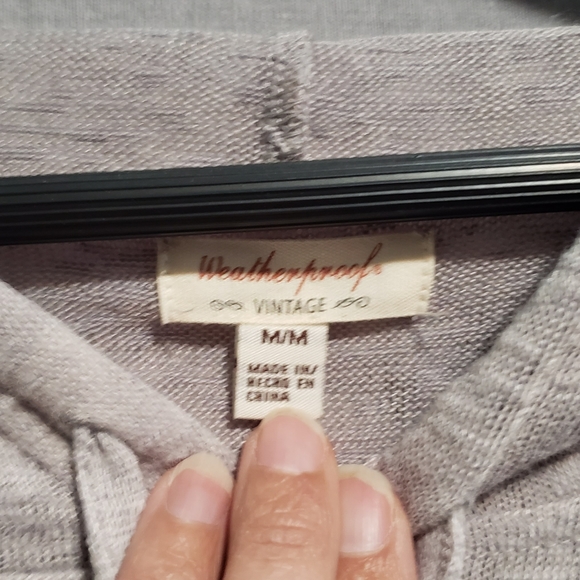 Weatherproof®
VINTAGE
M/M
MADE IN/
HECHO EN
CHINA